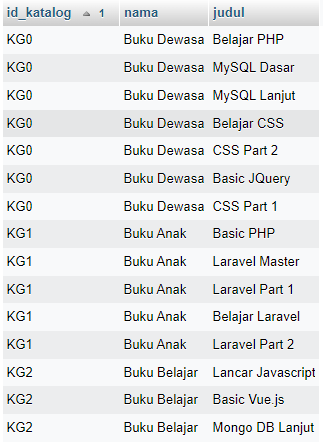 id_katalog 1 nama judul
KG0 Buku Dewasa Belajar PHP
KG0 Buku Dewasa MySQL Dasar
KG0 Buku Dewasa MySQL Lanjut
KG0 Buku Dewasa Belajar CSS
KG0 Buku Dewasa CSS Part 2
KG0 Buku Dewasa Basic JQuery
KG0 Buku Dewasa CSS Part 1
KG1 Buku Anak Basic PHP
KG1 Buku Anak Laravel Master
KG1 Buku Anak Laravel Part 1
KG1 Buku Anak Belajar Laravel
KG1 Buku Anak Laravel Part 2
KG2 Buku Belajar Lancar Javascript
KG2 Buku Belajar Basic Vue.js
KG2 Buku Belajar Mongo DB Lanjut